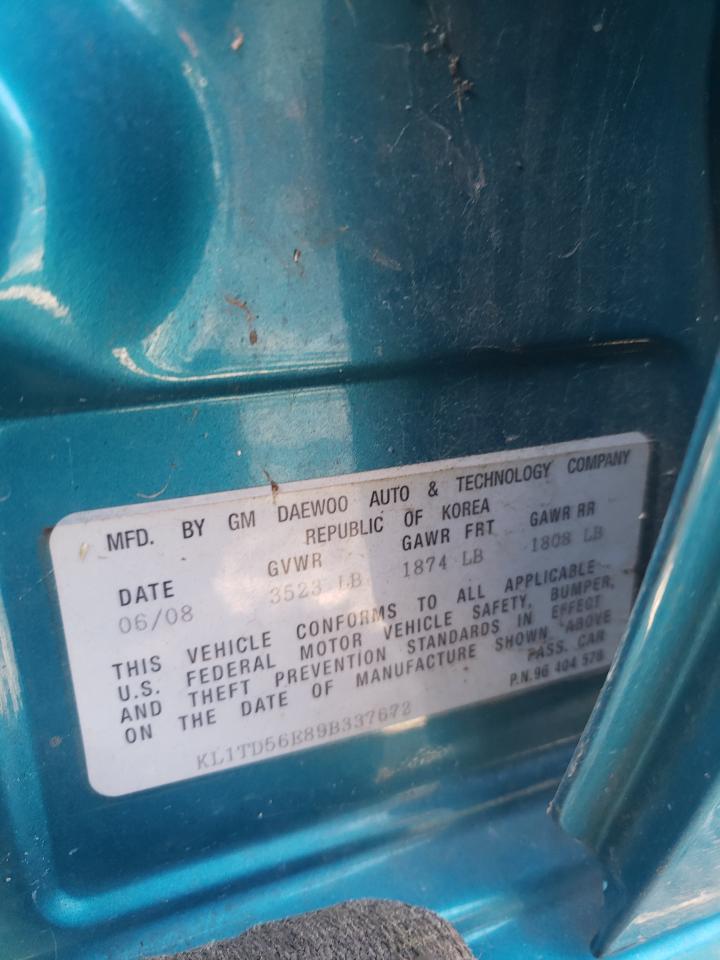 MFD. BY GM DAEWOO AUTO & TECHNOLOGY COMPANY
REPUBLIC OF KOREA
DATE GVWR GAWR FRT GAWR RR
06/08 3523 LB 1874 LB 1808 LB
THIS VEHICLE CONFORMS TO ALL APPLICABLE
U.S. FEDERAL MOTOR VEHICLE SAFETY, BUMPER,
AND THEFT PREVENTION STANDARDS IN EFFECT
ON THE DATE OF MANUFACTURE SHOWN ABOVE
PASS. CAR
P.N.96 404 578
KL1TD56E89B337672